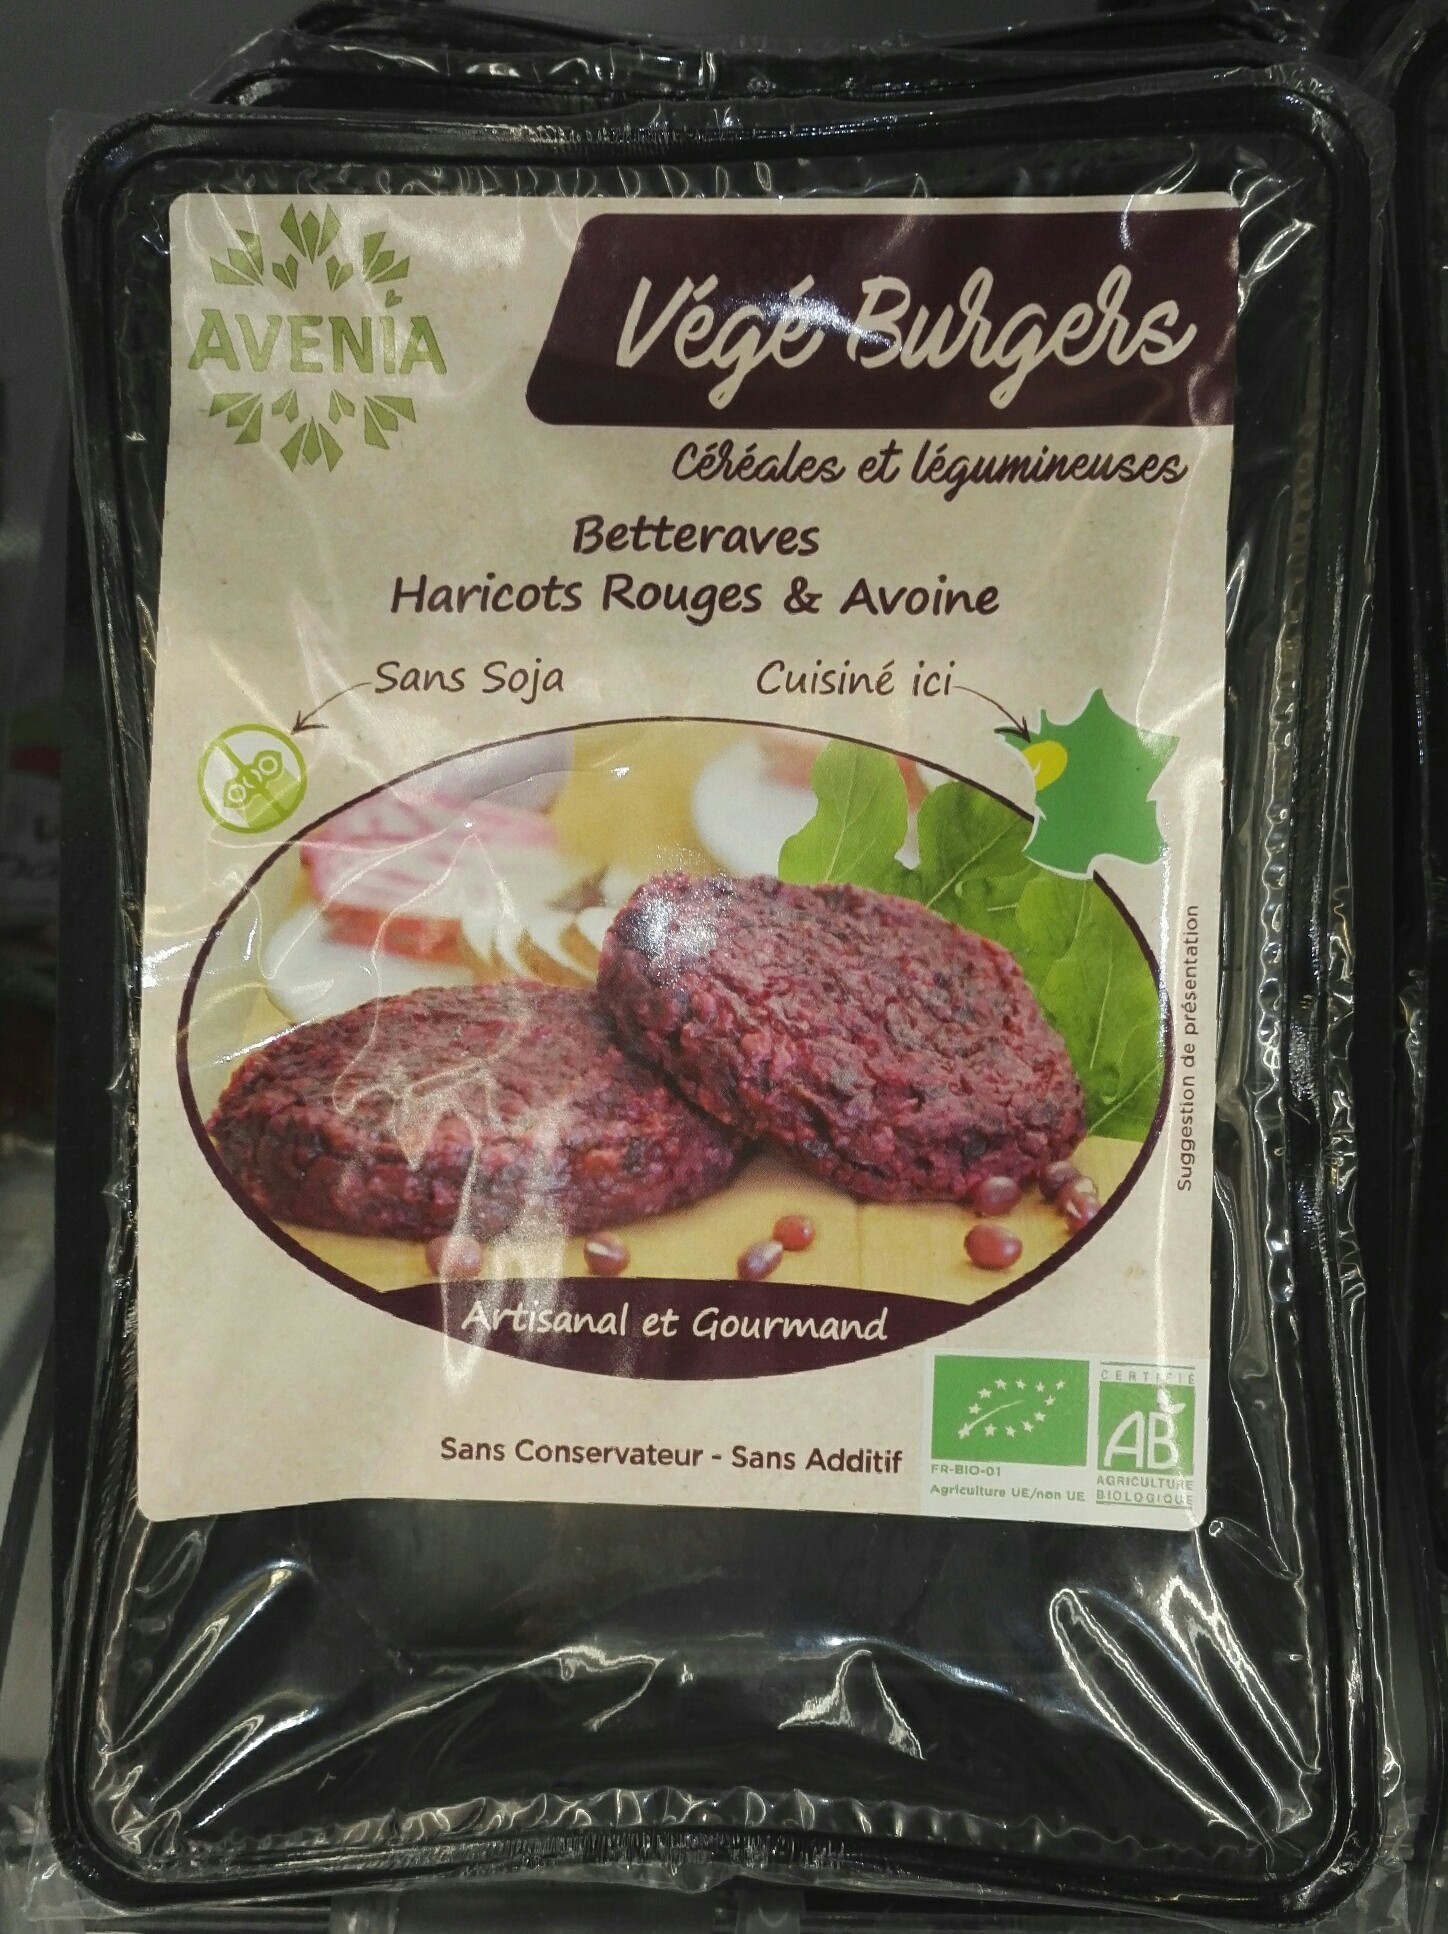 AVENIA
Végé Burgers
Céréales et légumineuses
Betteraves
Haricots Rouges & Avoine
Sans Soja
Cuisiné ici
Suggestion de présentation
Artisanal et Gourmand
Sans Conservateur - Sans Additif
FR-BIO-01
Agriculture UE/non UE
CERTIFIÉ
AB
AGRICULTURE
BIOLOGIQUE